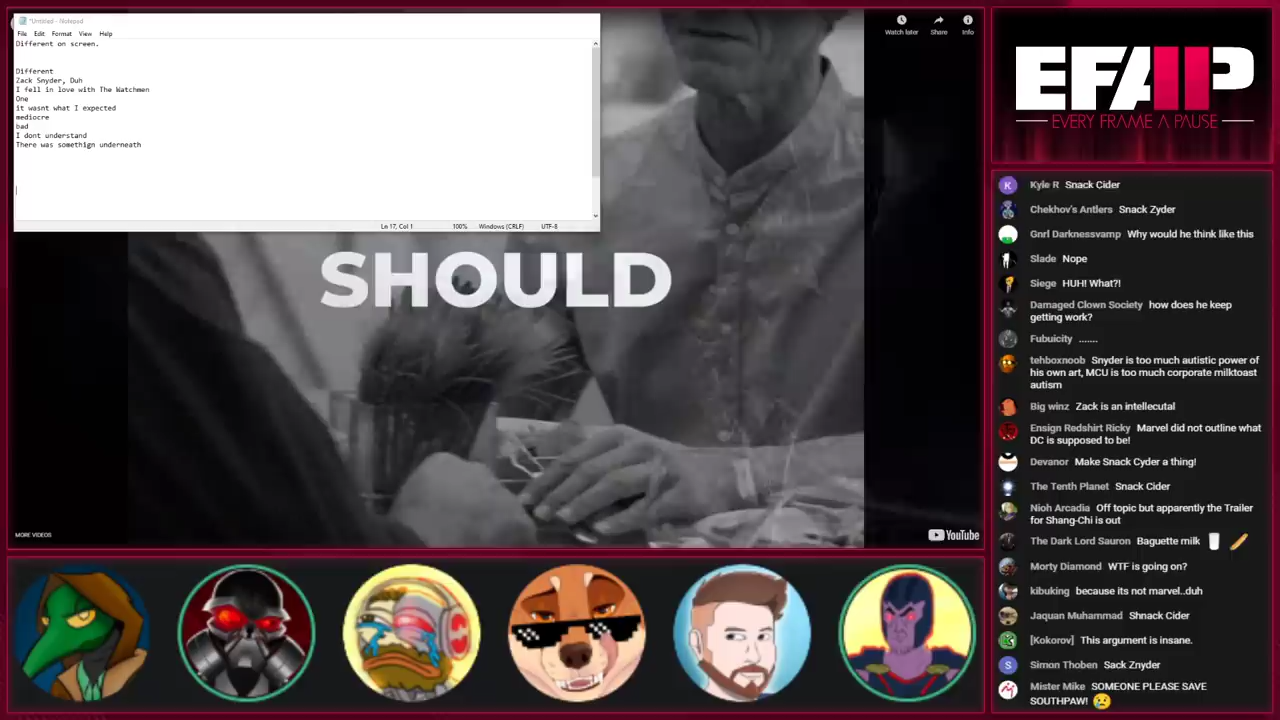 *Untitled - Notepad
File Edit Format View Help
Different on screen.
Different
Zack Snyder, Duh
I fell in love with The Watchmen
One
it wasnt what I expected
mediocre
bad
I dont understand
There was somethign underneath
Ln 17, Col 1 100% Windows (CRLF) UTF-8
Watch later Share Info
SHOULD
MORE VIDEOS
YouTube
EFAP
EVERY FRAME A PAUSE
K Kyle R Snack Cider
Chekhov's Antlers Snack Zyder
Gnrl Darknessvamp Why would he think like this
Slade Nope
Siege HUH! What?!
Damaged Clown Society how does he keep
getting work?
Fubuicity .......
tehboxnoob Snyder is too much autistic power of
his own art, MCU is too much corporate milktoast
autism
Big winz Zack is an intellecutal
Ensign Redshirt Ricky Marvel did not outline what
DC is supposed to be!
Devanor Make Snack Cyder a thing!
The Tenth Planet Snack Cider
Nioh Arcadia Off topic but apparently the Trailer
for Shang-Chi is out
The Dark Lord Sauron Baguette milk 🥛 🥖
Morty Diamond WTF is going on?
kibuking because its not marvel..duh
Jaquan Muhammad Shnack Cider
[Kokorov] This argument is insane.
S Simon Thoben Sack Znyder
Mister Mike SOMEONE PLEASE SAVE
SOUTHPAW! 😢